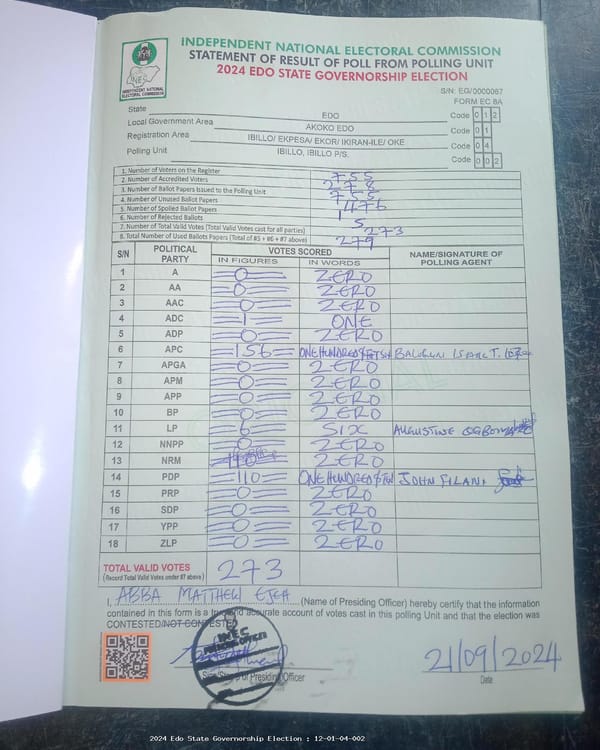 INDEPENDENT NATIONAL ELECTORAL COMMISSION
STATEMENT OF RESULT OF POLL FROM POLLING UNIT
2024 EDO STATE GOVERNORSHIP ELECTION
INEC
INDEPENDENT NATIONAL ELECTORAL COMMISSION
S/N: EG/0000067
FORM EC 8A
State EDO Code 0 1 2
Local Government Area AKOKO EDO Code 0 1
Registration Area IBILLO/ EKPESA/ EKOR/ IKIRAN-ILE/ OKE Code 0 4
Polling Unit IBILLO, IBILLO P/S. Code 0 0 2
1. Number of Voters on the Register 755
2. Number of Accredited Voters 278
3. Number of Ballot Papers Issued to the Polling Unit 755
4. Number of Unused Ballot Papers 476
5. Number of Spoiled Ballot Papers 1
6. Number of Rejected Ballots 5
7. Number of Total Valid Votes (Total Valid Votes cast for all parties) 273
8. Total Number of Used Ballots Papers (Total of #5 + #6 + #7 above) 279
S/N POLITICAL PARTY VOTES SCORED NAME/SIGNATURE OF POLLING AGENT
IN FIGURES IN WORDS
1 A 0 ZERO
2 AA 0 ZERO
3 AAC 0 ZERO
4 ADC 1 ONE
5 ADP 0 ZERO
6 APC 156 ONE HUNDRED & FIFTY SIX BALOGUN ISAAC T.
7 APGA 0 ZERO
8 APM 0 ZERO
9 APP 0 ZERO
10 BP 0 ZERO
11 LP 6 SIX AUGUSTINE
12 NNPP 0 ZERO
13 NRM ZERO
14 PDP 110 ONE HUNDRED & TEN JOHN FILANI
15 PRP 0 ZERO
16 SDP 0 ZERO
17 YPP 0 ZERO
18 ZLP 0 ZERO
TOTAL VALID VOTES 273
(Record Total Valid Votes under #7 above)
I, ABBA MATTHEW EJEH (Name of Presiding Officer) hereby certify that the information
contained in this form is a true and accurate account of votes cast in this polling Unit and that the election was
CONTESTED/NOT CONTESTED
INEC
PRESIDING OFFICER
21/09/2024
Sign/Stamp of Presiding Officer Date
2024 Edo State Governorship Election : 12-01-04-002